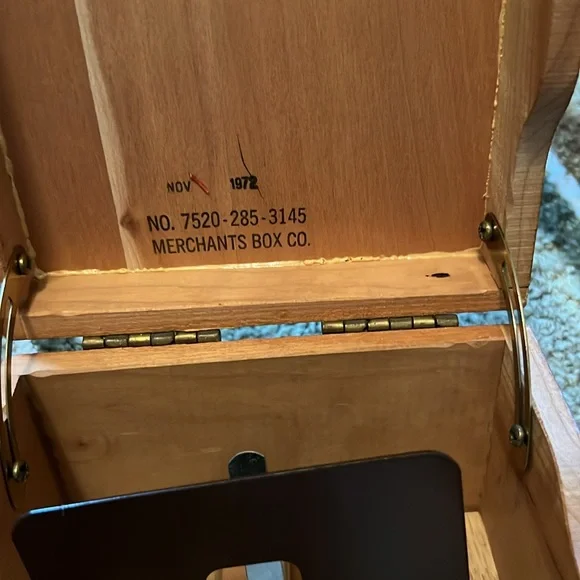 NOV 1972
NO. 7520-285-3145
MERCHANTS BOX CO.